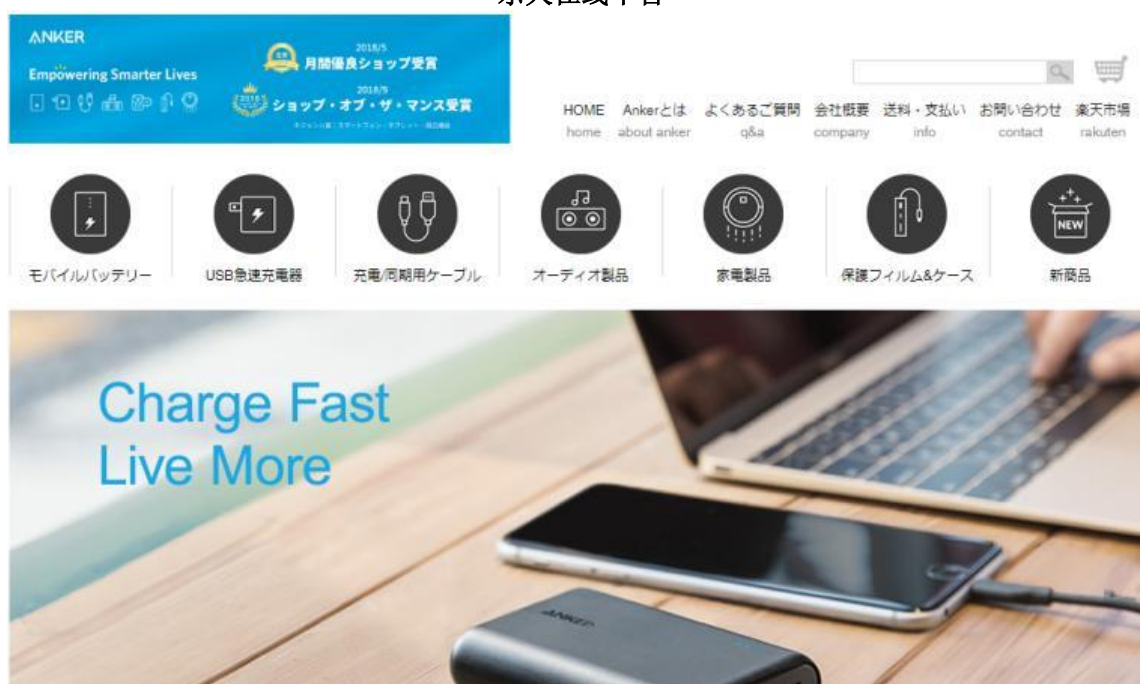 ANKER
Empowering Smarter Lives
2018/5
月間優良ショップ受賞
ショップ・オブ・ザ・マンス受賞
HOME Ankerとは よくあるご質問 会社概要 送料・支払い お問い合わせ 楽天市場
home about anker q&a company info contact rakuten
NEW
モバイルバッテリー USB急速充電器 充電/同期用ケーブル オーディオ製品 家電製品 保護フィルム&ケース 新商品
Charge Fast
Live More
ANKER